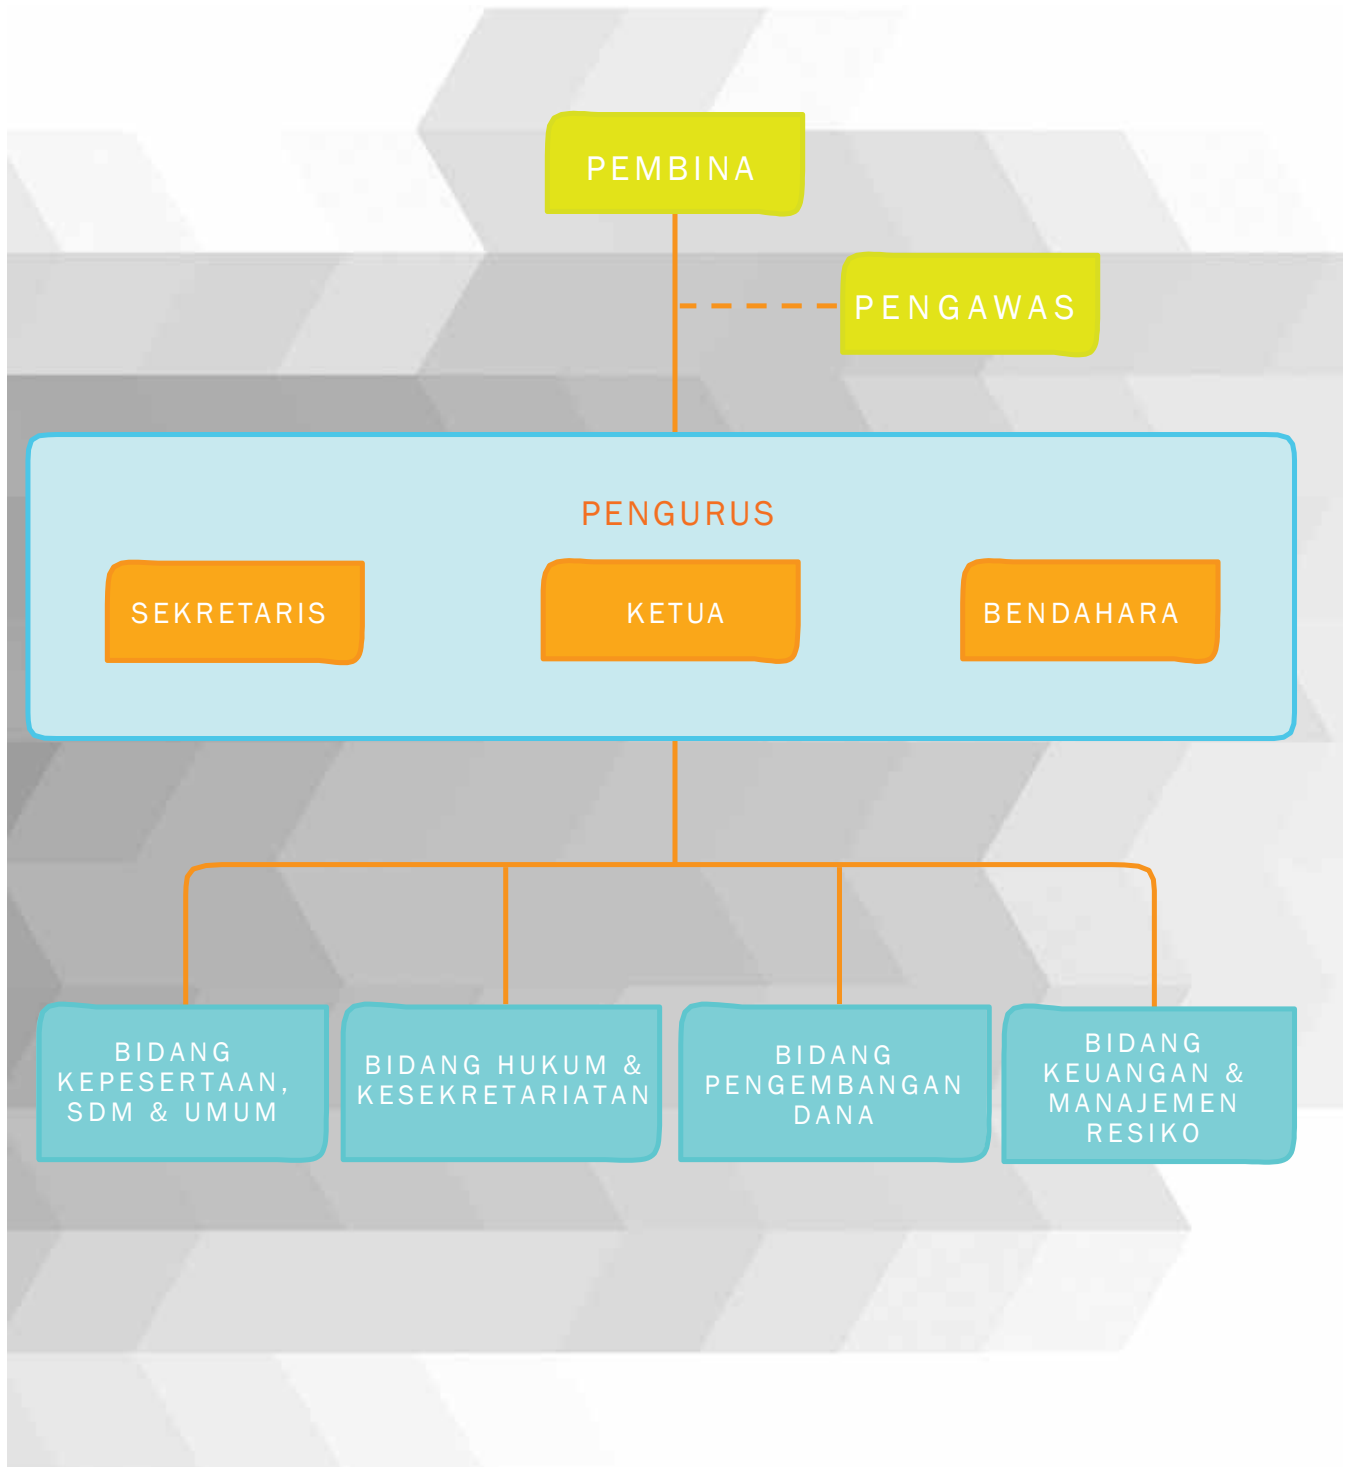 PEMBINA
PENGAWAS
PENGURUS
SEKRETARIS
KETUA
BENDAHARA
BIDANG
KEPESERTAAN,
SDM & UMUM
BIDANG HUKUM &
KESEKRETARIATAN
BIDANG
PENGEMBANGAN
DANA
BIDANG
KEUANGAN &
MANAJEMEN
RESIKO